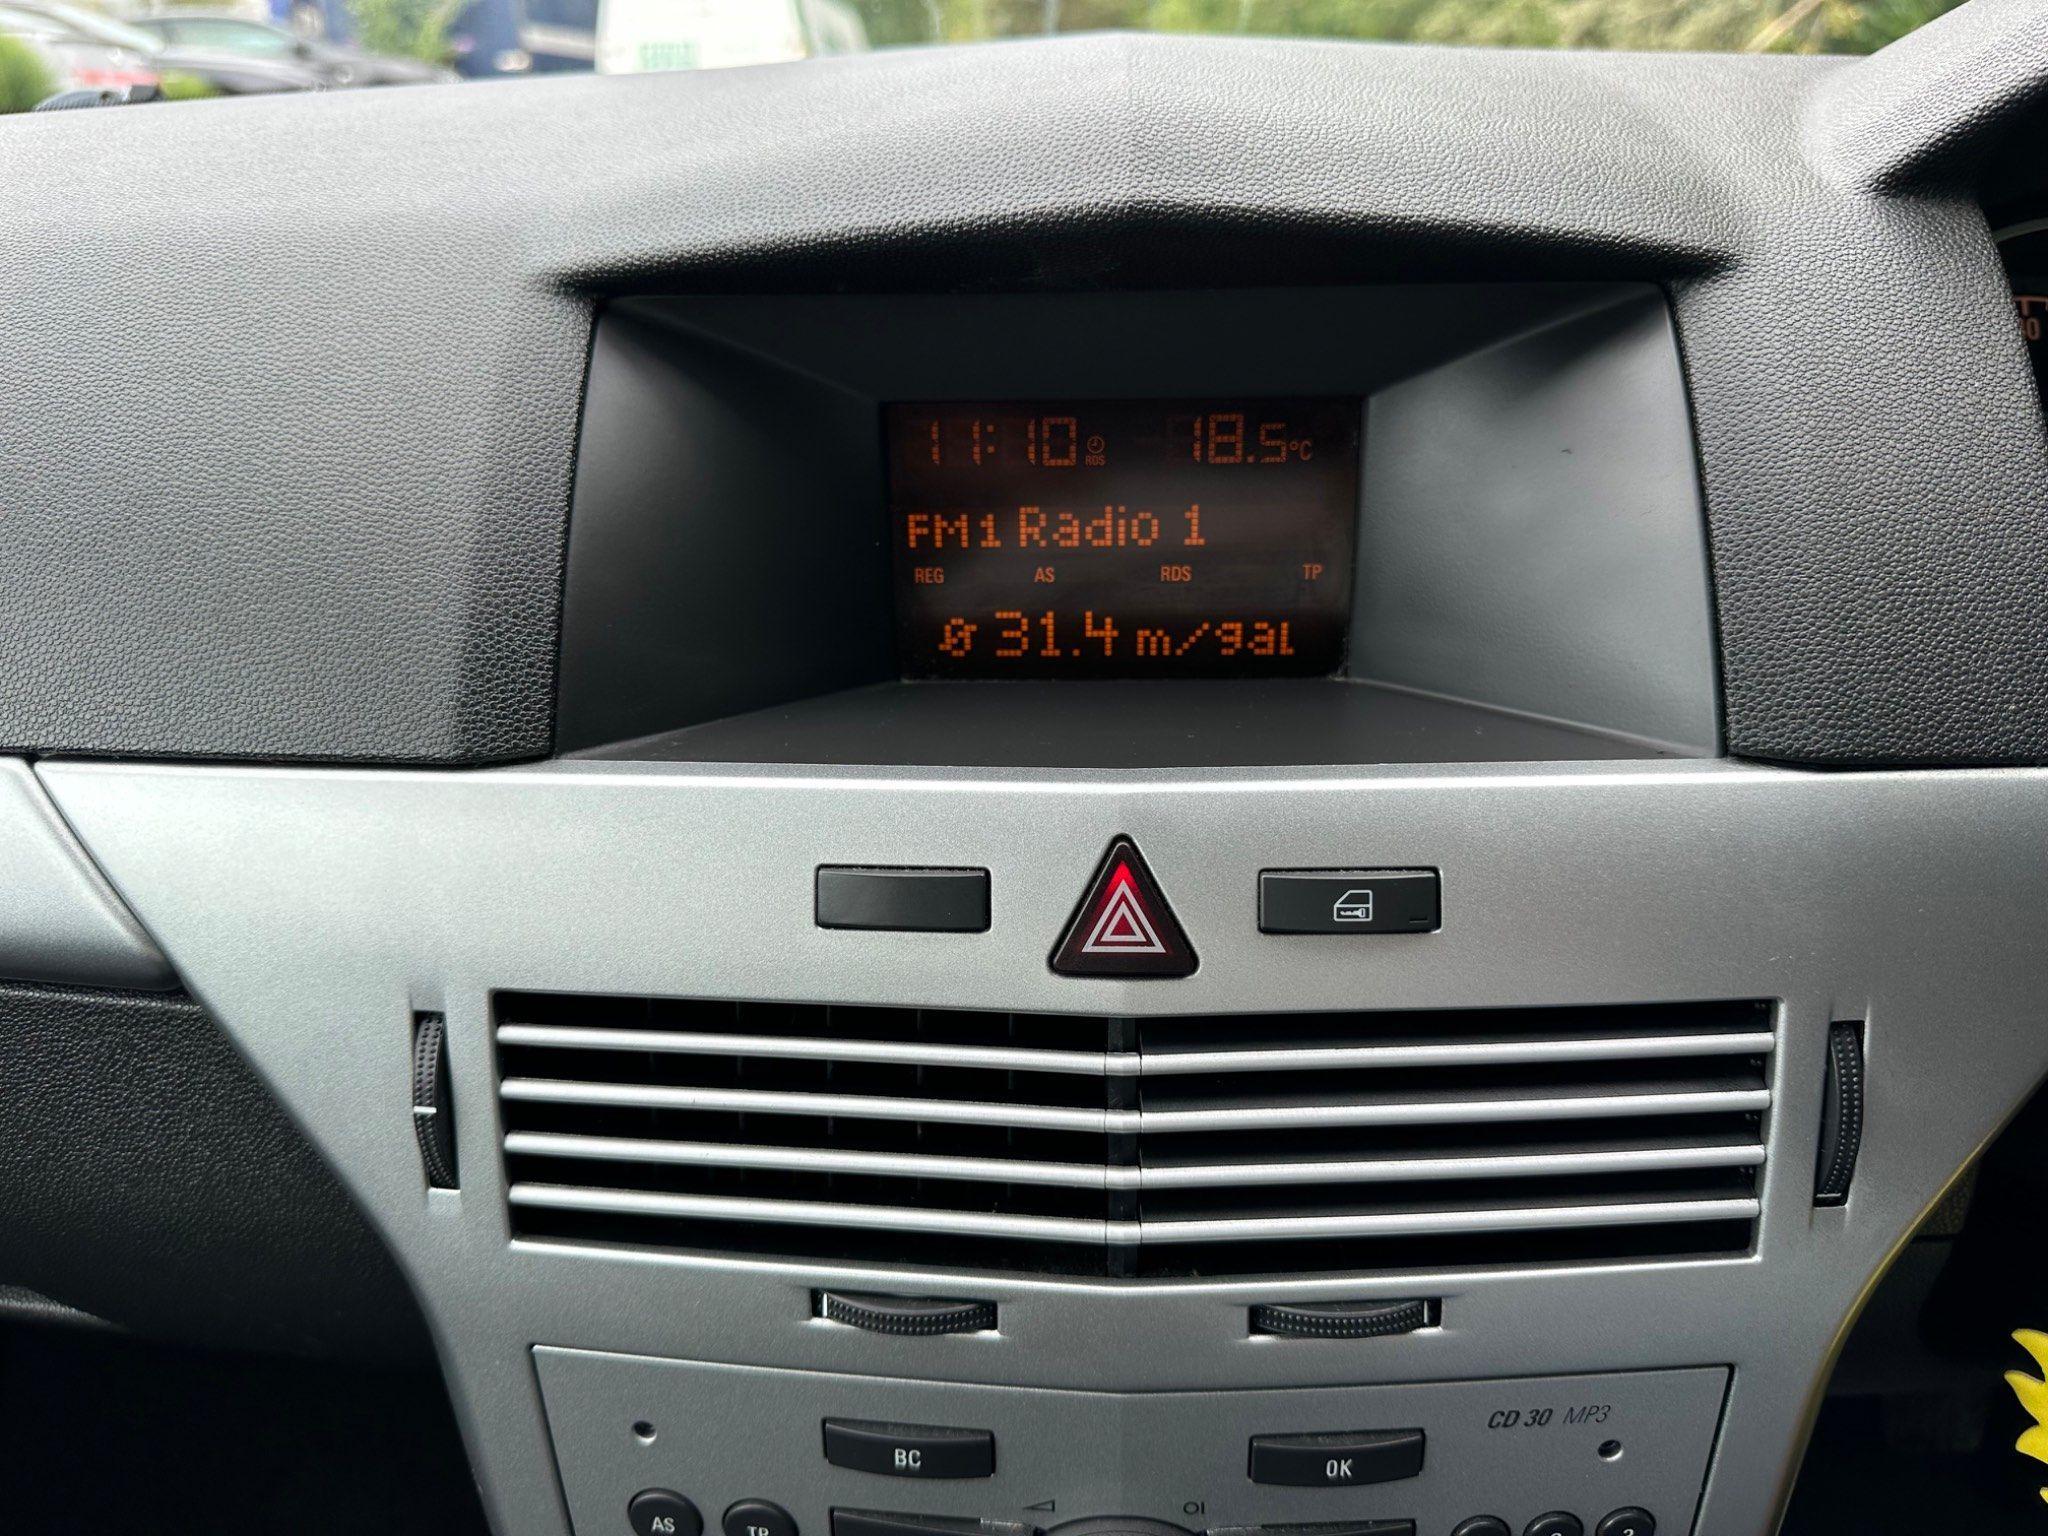 11:10 RDS 18.5°C
FM1 Radio 1
REG AS RDS TP
Ø 31.4 m/gal
CD 30 MP3
BC OK
AS TP